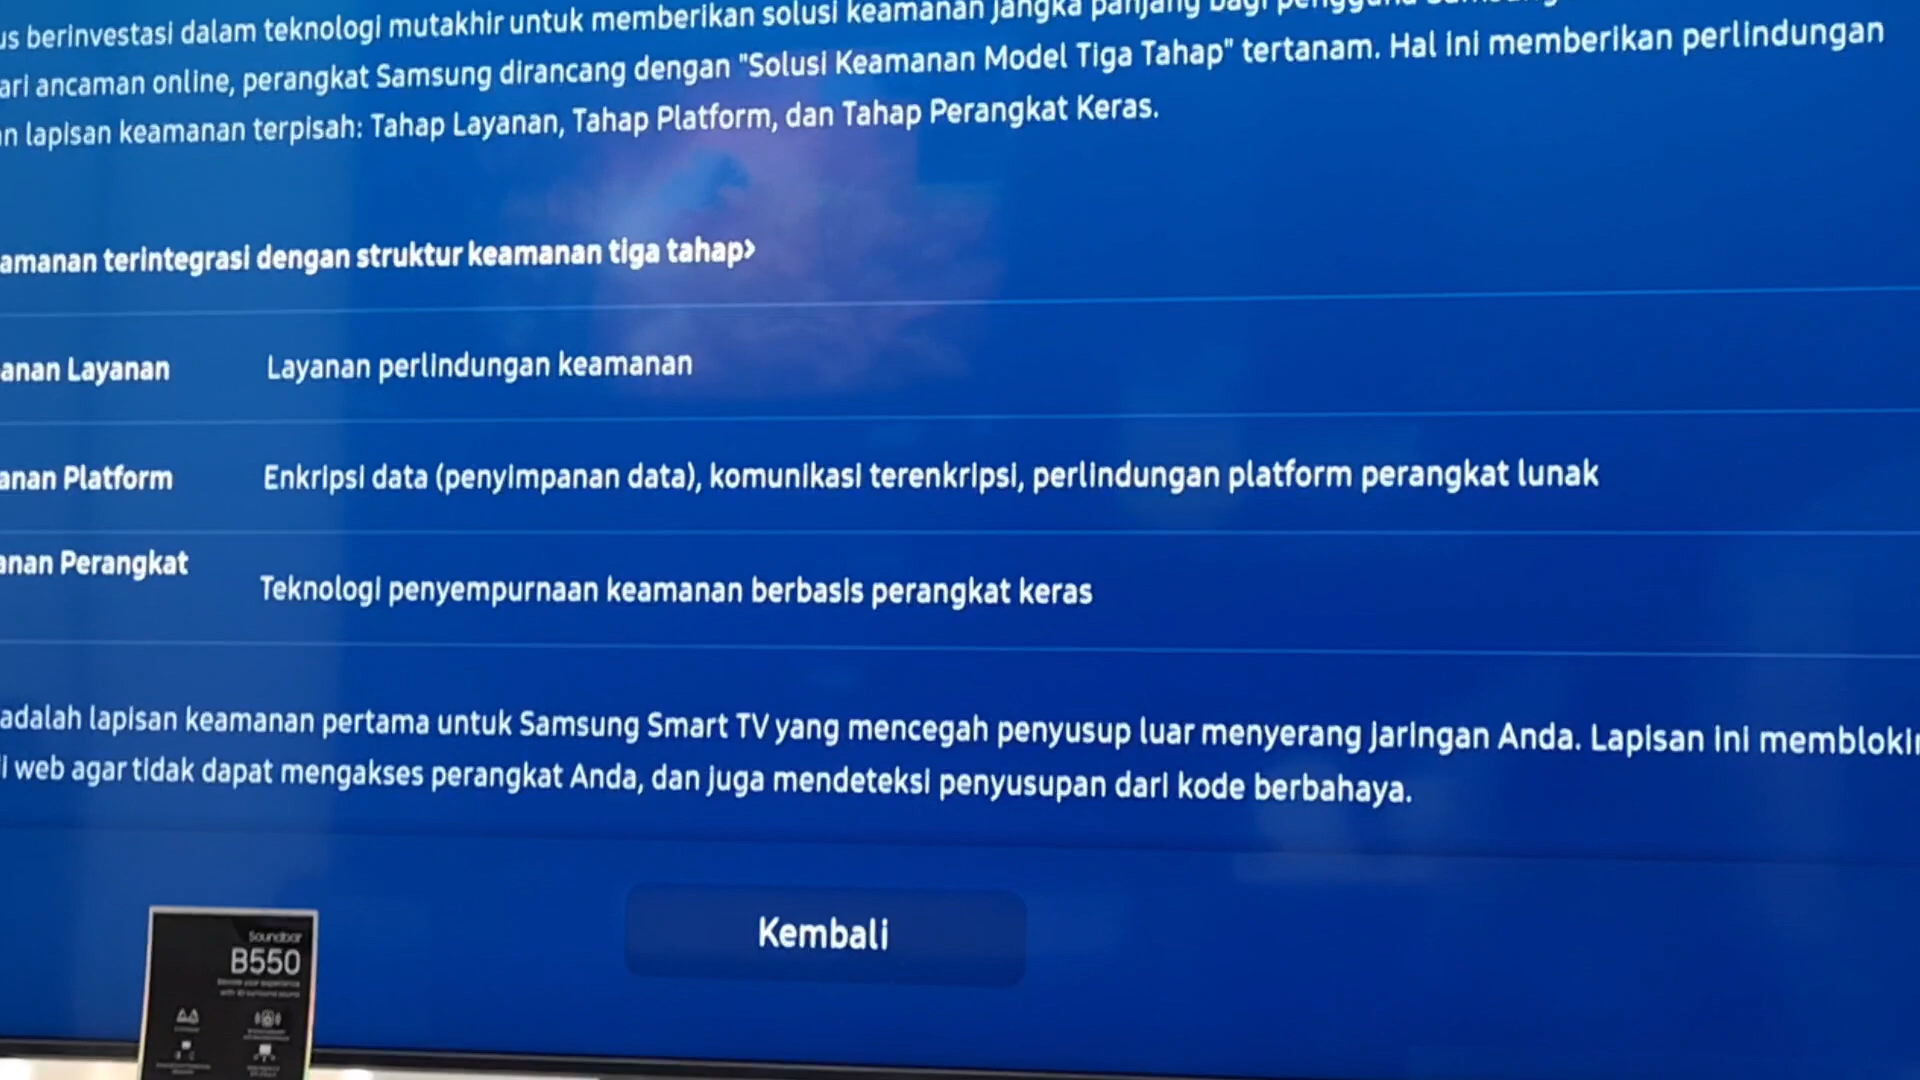 us berinvestasi dalam teknologi mutakhir untuk memberikan solusi keamanan jangka panjang bagi
ari ancaman online, perangkat Samsung dirancang dengan "Solusi Keamanan Model Tiga Tahap" tertanam. Hal ini memberikan perlindungan
n lapisan keamanan terpisah: Tahap Layanan, Tahap Platform, dan Tahap Perangkat Keras.
amanan terintegrasi dengan struktur keamanan tiga tahap>
anan Layanan Layanan perlindungan keamanan
anan Platform Enkripsi data (penyimpanan data), komunikasi terenkripsi, perlindungan platform perangkat lunak
anan Perangkat
Teknologi penyempurnaan keamanan berbasis perangkat keras
adalah lapisan keamanan pertama untuk Samsung Smart TV yang mencegah penyusup luar menyerang jaringan Anda. Lapisan ini memblokir
i web agar tidak dapat mengakses perangkat Anda, dan juga mendeteksi penyusupan dari kode berbahaya.
Kembali
Soundbar
B550